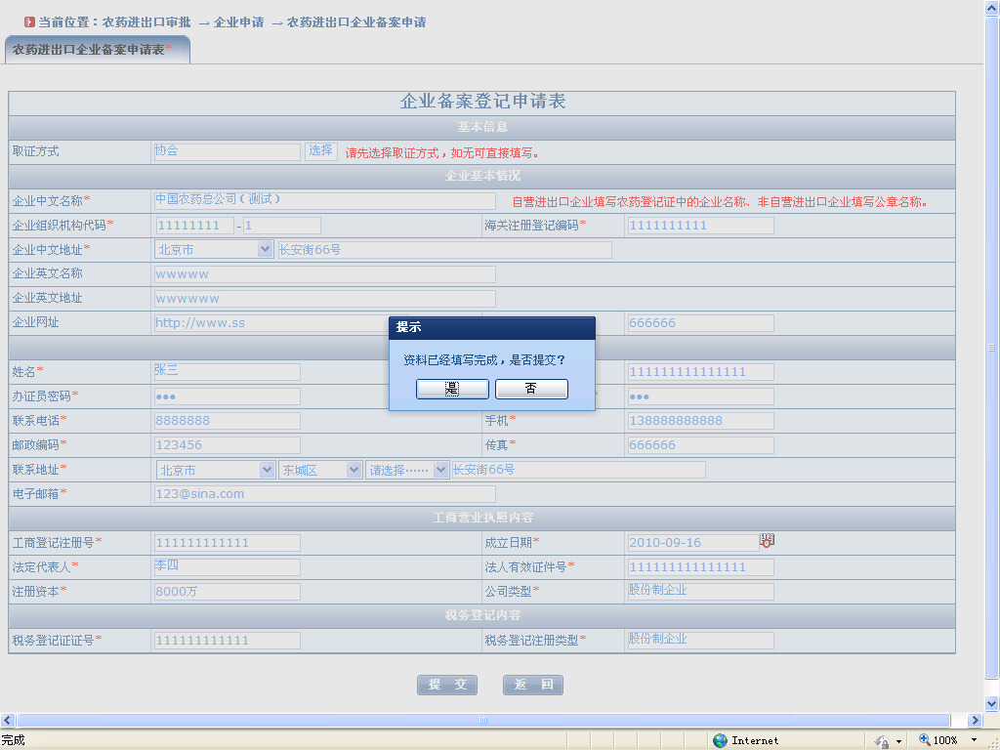 当前位置：农药进出口审批 → 企业申请 → 农药进出口企业备案申请
农药进出口企业备案申请表*
企业备案登记申请表
基本信息
取证方式 协会 选择 请先选择取证方式，如无可直接填写。
企业基本情况
企业中文名称* 中国农药总公司（测试） 自营进出口企业填写农药登记证中的企业名称、非自营进出口企业填写公章名称。
企业组织机构代码* 11111111 - 1 海关注册登记编码* 1111111111
企业中文地址* 北京市 长安街66号
企业英文名称 wwwww
企业英文地址 wwwwww
企业网址 http://www.ss 666666
提示
资料已经填写完成，是否提交？
是 否
姓名* 张三 111111111111111
办证员密码* ●●● * ●●●
联系电话* 8888888 手机* 138888888888
邮政编码* 123456 传真* 666666
联系地址* 北京市 东城区 请选择…… 长安街66号
电子邮箱* 123@sina.com
工商营业执照内容
工商登记注册号* 111111111111 成立日期* 2010-09-16
法定代表人* 李四 法人有效证件号* 111111111111111
注册资本* 8000万 公司类型* 股份制企业
税务登记内容
税务登记证证号* 111111111111 税务登记注册类型* 股份制企业
提 交 返 回
完成 Internet 100%